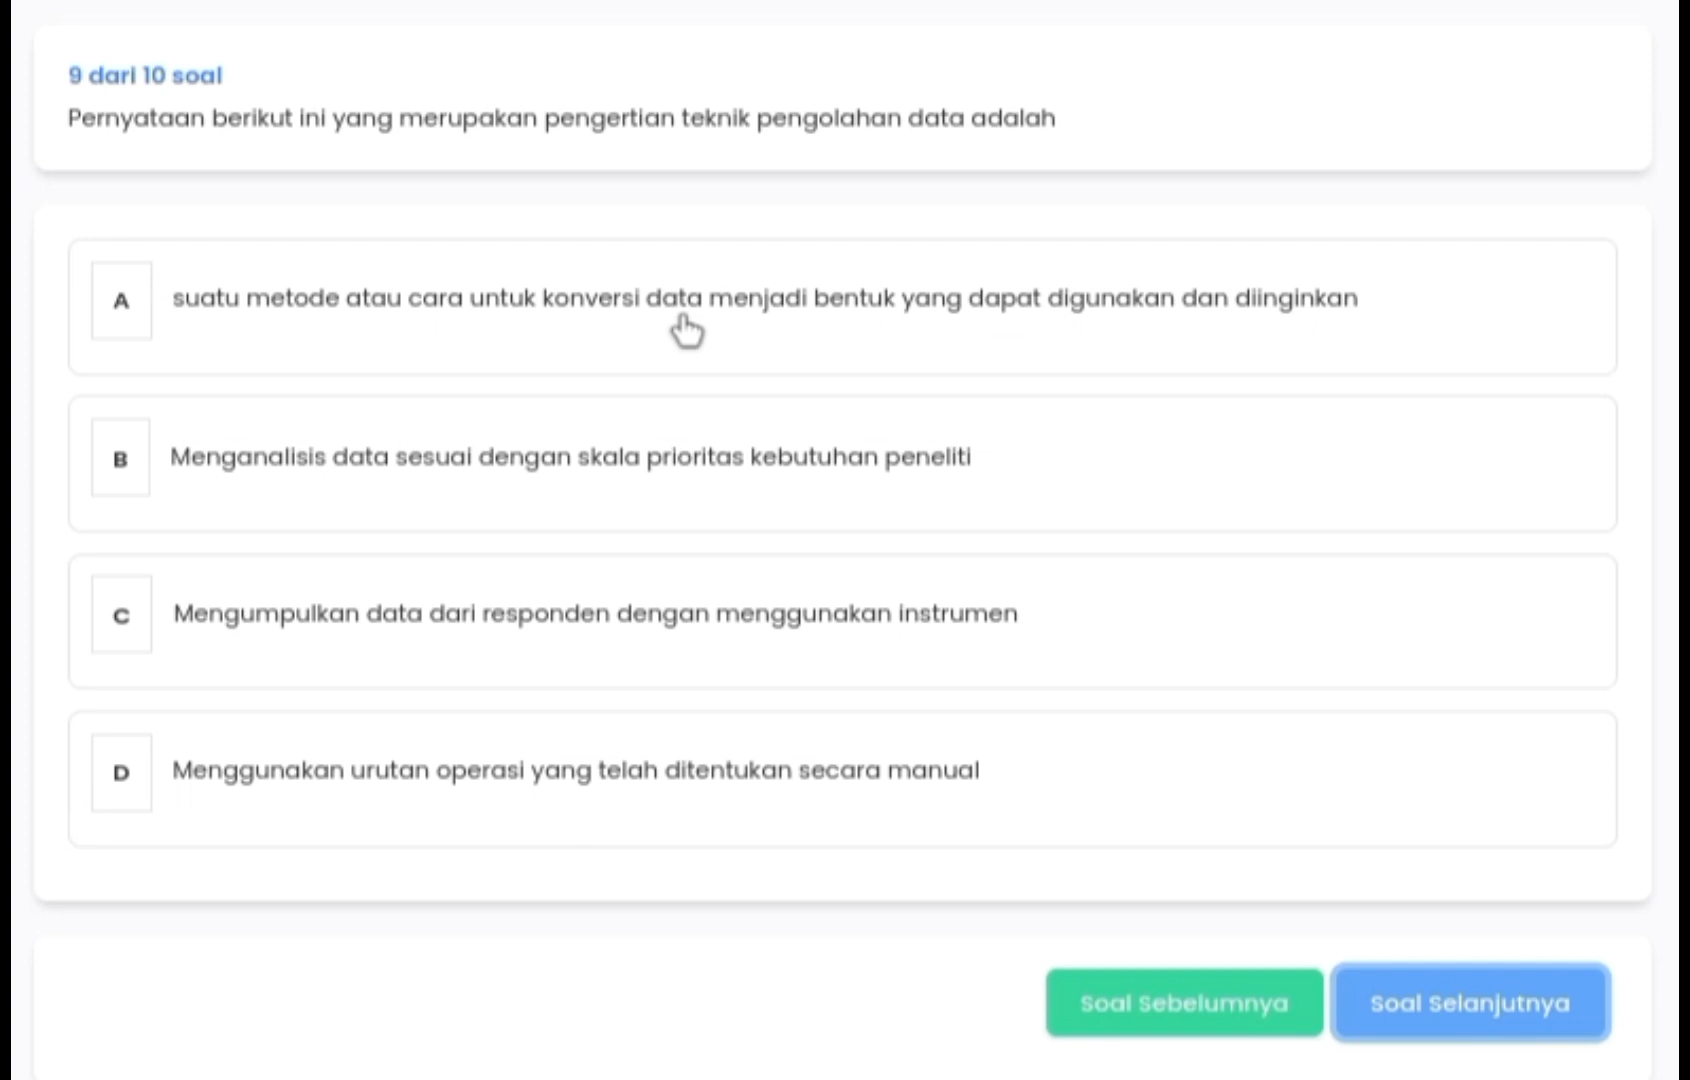 9 dari 10 soal
Pernyataan berikut ini yang merupakan pengertian teknik pengolahan data adalah
A suatu metode atau cara untuk konversi data menjadi bentuk yang dapat digunakan dan diinginkan
B Menganalisis data sesuai dengan skala prioritas kebutuhan peneliti
C Mengumpulkan data dari responden dengan menggunakan instrumen
D Menggunakan urutan operasi yang telah ditentukan secara manual
Soal Sebelumnya Soal Selanjutnya